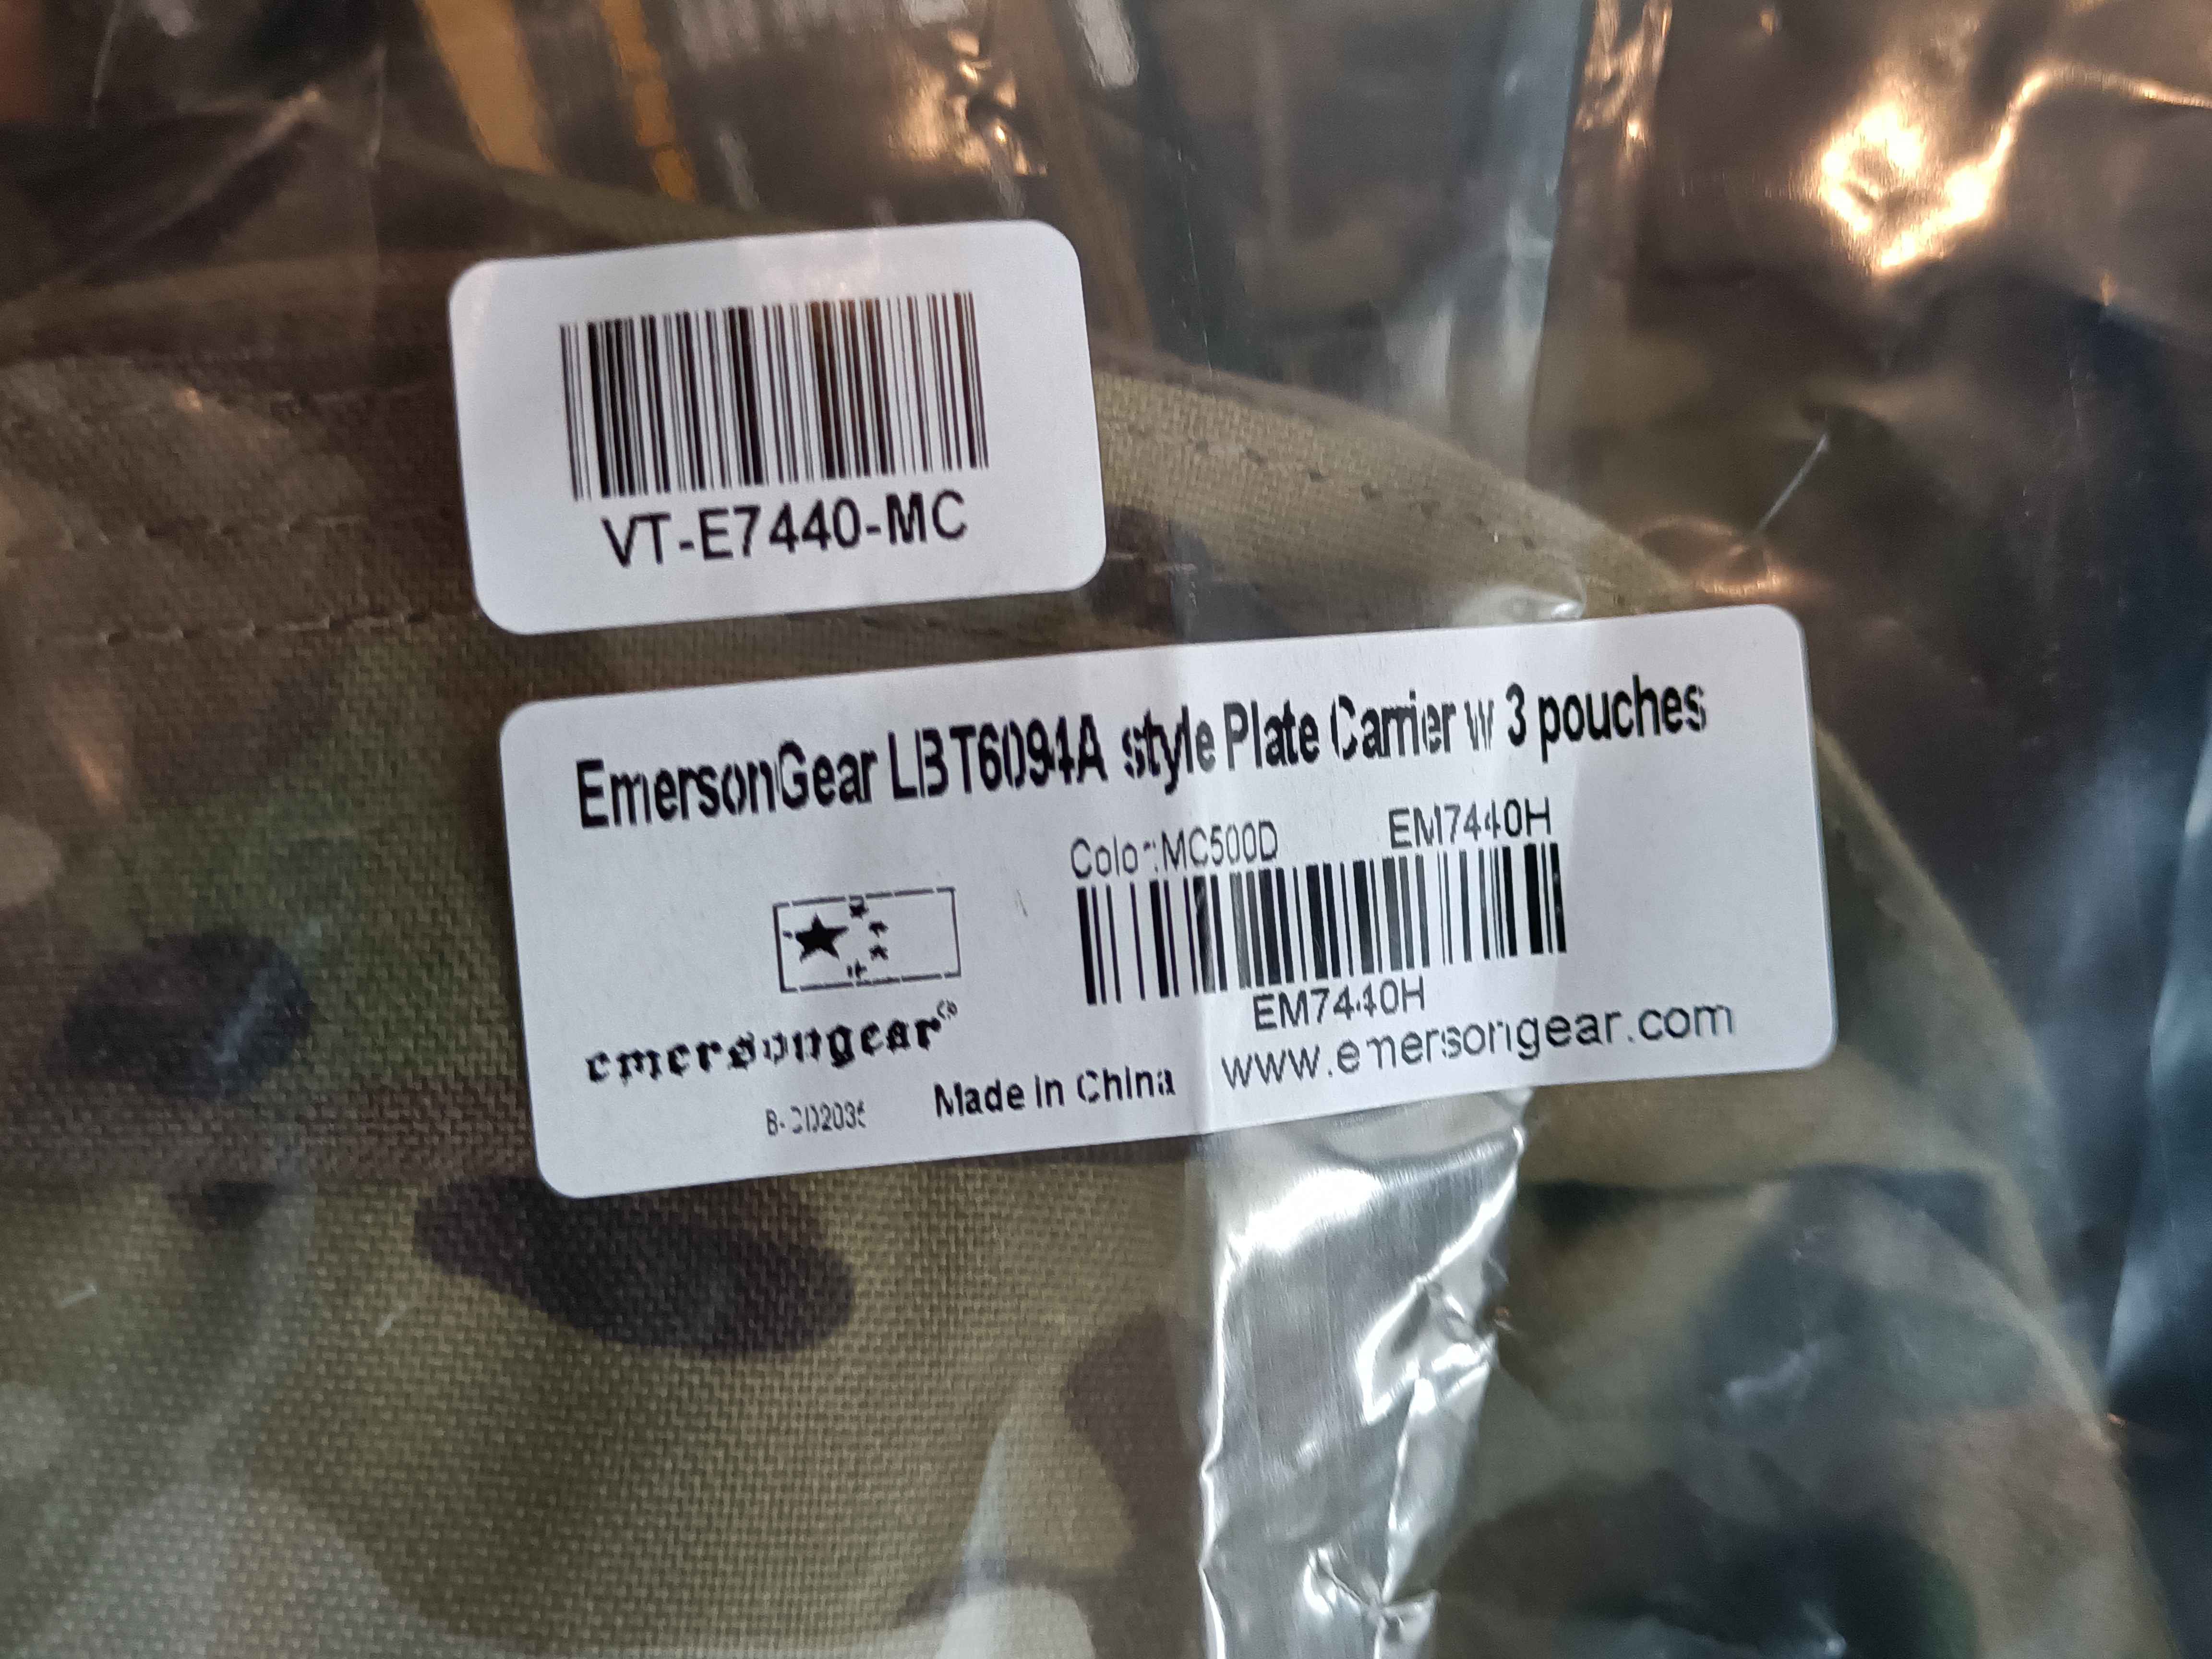 VT-E7440-MC
EmersonGear LBT6094A style Plate Carrier w 3 pouches
Color:MC500D EM7440H
EM7440H
emersongear
www.emersongear.com
Made in China